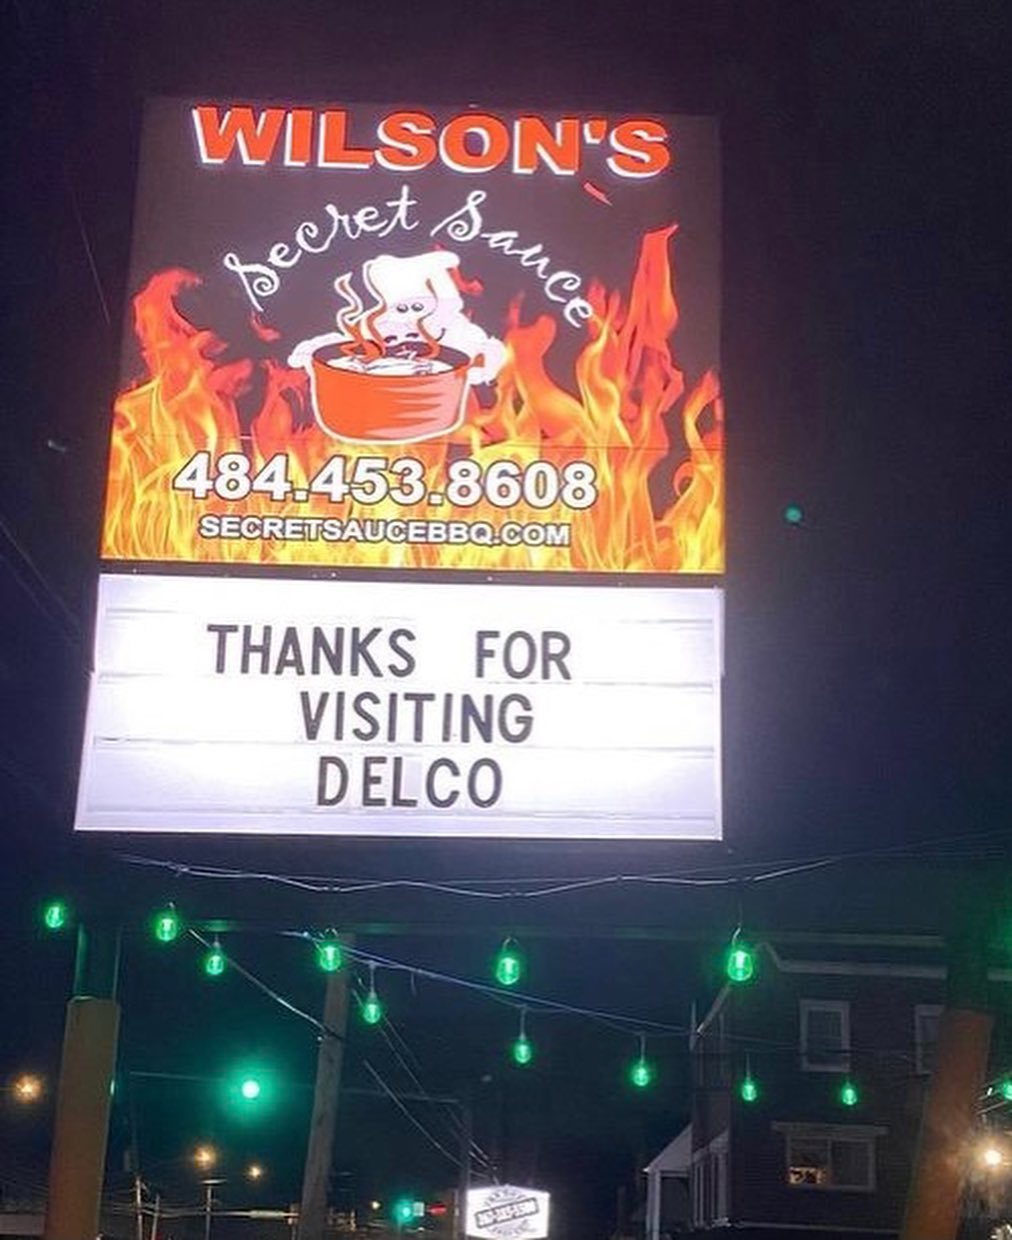 WILSON'S
Secret Sauce
484.453.8608
SECRETSAUCEBBQ.COM
THANKS FOR
VISITING
DELCO